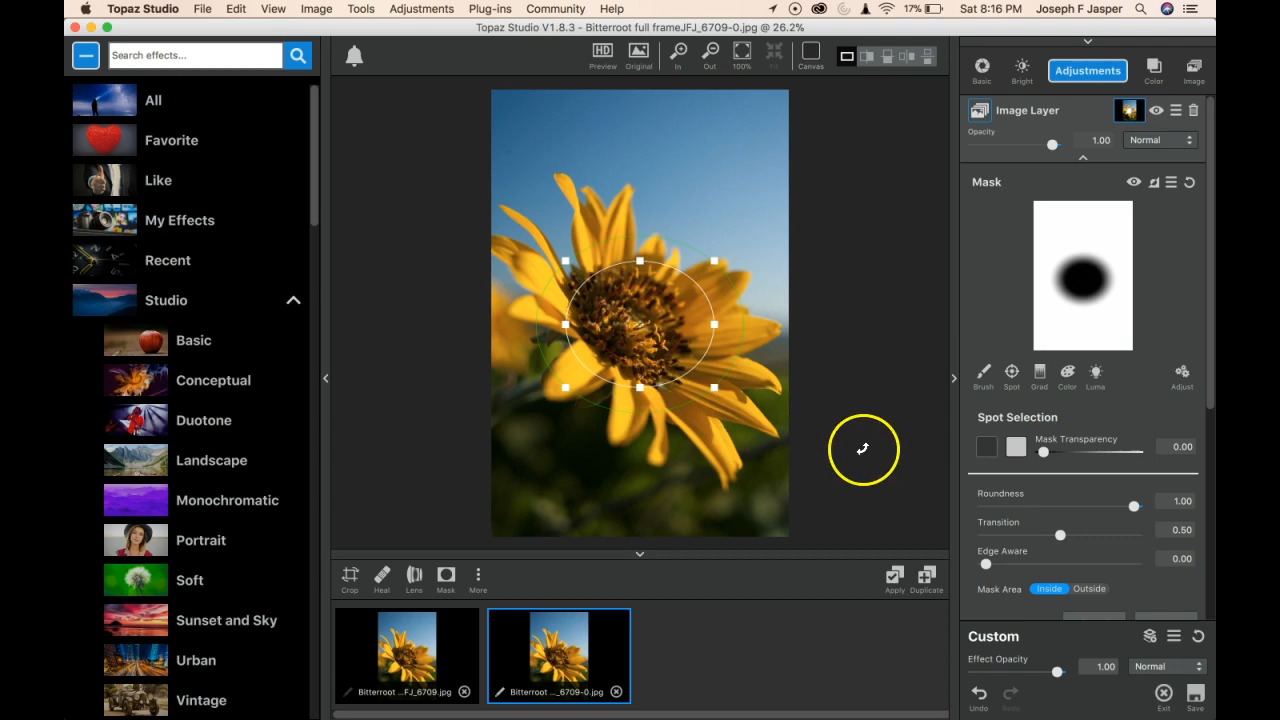 Topaz Studio File Edit View Image Tools Adjustments Plug-ins Community Help 17% Sat 8:16 PM Joseph F Jasper
Topaz Studio V1.8.3 - Bitterroot full frameJFJ_6709-0.jpg @ 26.2%
Search effects...
All
Favorite
Like
My Effects
Recent
Studio
Basic
Conceptual
Duotone
Landscape
Monochromatic
Portrait
Soft
Sunset and Sky
Urban
Vintage
Preview Original In Out 100% Fit Canvas
Crop Heal Lens Mask More Apply Duplicate
Bitterroot ...FJ_6709.jpg Bitterroot ..._6709-0.jpg
Basic Bright Adjustments Color Image
Image Layer
Opacity 1.00 Normal
Mask
Brush Spot Grad Color Luma Adjust
Spot Selection
Mask Transparency 0.00
Roundness 1.00
Transition 0.50
Edge Aware 0.00
Mask Area Inside Outside
Custom
Effect Opacity 1.00 Normal
Undo Redo Exit Save